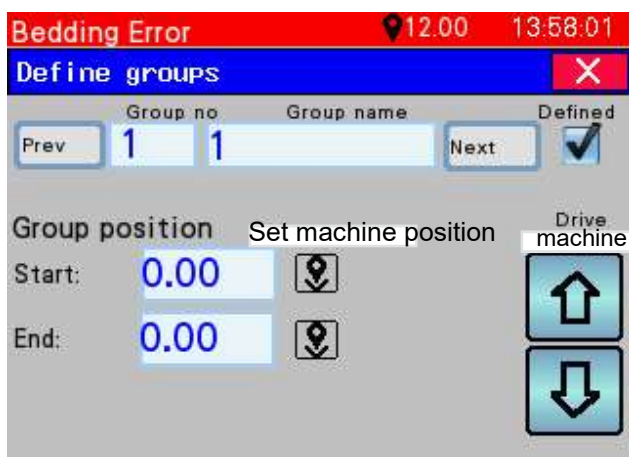 Bedding Error 12.00 13:58:01
Define groups X
Group no Group name Defined
Prev 1 1 Next
Group position Set machine position Drive machine
Start: 0.00
End: 0.00